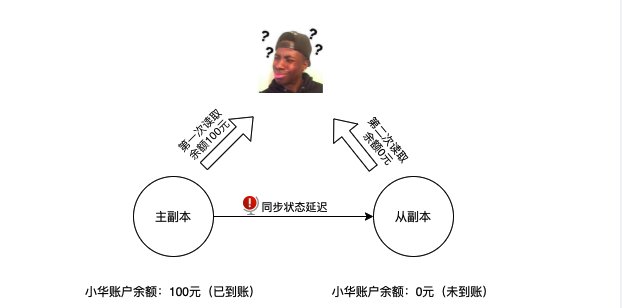 ? ?
? ?
第一次读取
余额100元
第二次读取
余额0元
!
同步状态延迟
主副本
从副本
小华账户余额：100元（已到账）
小华账户余额：0元（未到账）